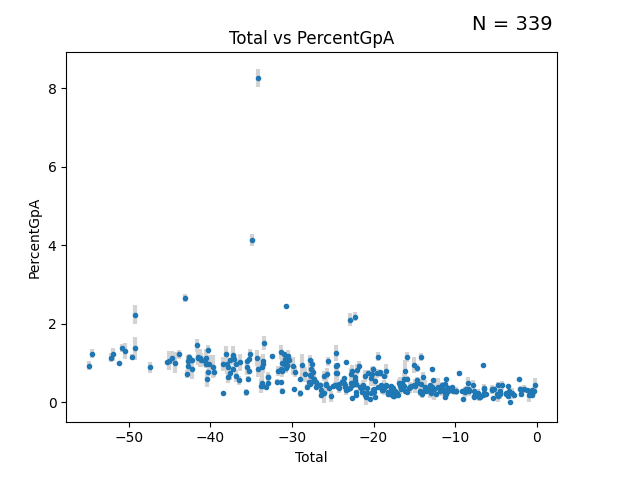 N = 339
Total vs PercentGpA
PercentGpA
8
6
4
2
0
−50 −40 −30 −20 −10 0
Total